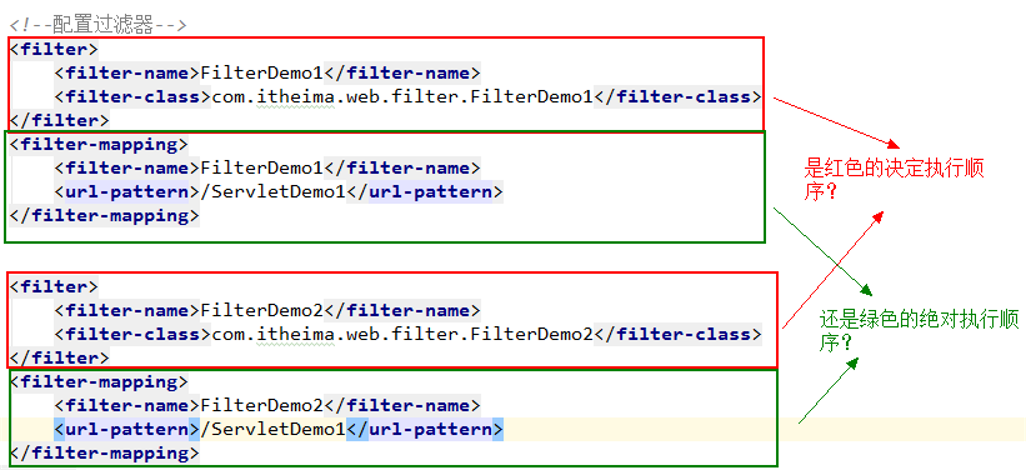 <!--配置过滤器-->
<filter>
    <filter-name>FilterDemo1</filter-name>
    <filter-class>com.itheima.web.filter.FilterDemo1</filter-class>
</filter>
<filter-mapping>
    <filter-name>FilterDemo1</filter-name>
    <url-pattern>/ServletDemo1</url-pattern>
</filter-mapping>
是红色的决定执行顺
序?
<filter>
    <filter-name>FilterDemo2</filter-name>
    <filter-class>com.itheima.web.filter.FilterDemo2</filter-class>
</filter>
<filter-mapping>
    <filter-name>FilterDemo2</filter-name>
    <url-pattern>/ServletDemo1</url-pattern>
</filter-mapping>
还是绿色的绝对执行顺
序?